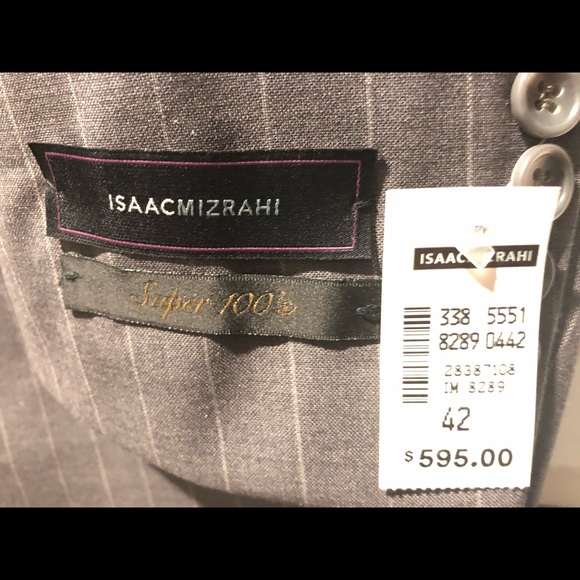 ISAACMIZRAHI
Super 100's
ISAACMIZRAHI
338 5551
8289 0442
28387108
IM 8289
42
$595.00